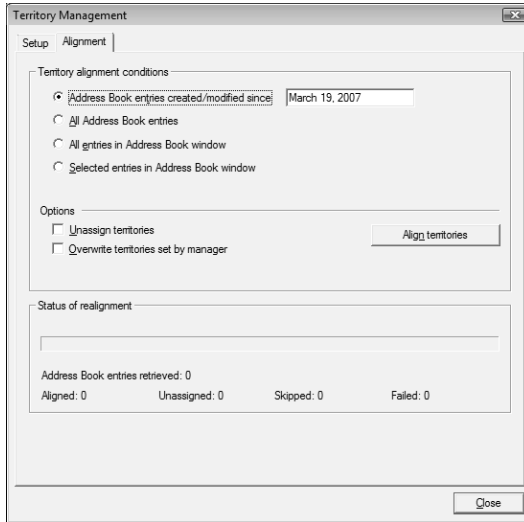 Territory Management
Setup Alignment
Territory alignment conditions
Address Book entries created/modified since March 19, 2007
All Address Book entries
All entries in Address Book window
Selected entries in Address Book window
Options
Unassign territories
Align territories
Overwrite territories set by manager
Status of realignment
Address Book entries retrieved: 0
Aligned: 0 Unassigned: 0 Skipped: 0 Failed: 0
Close